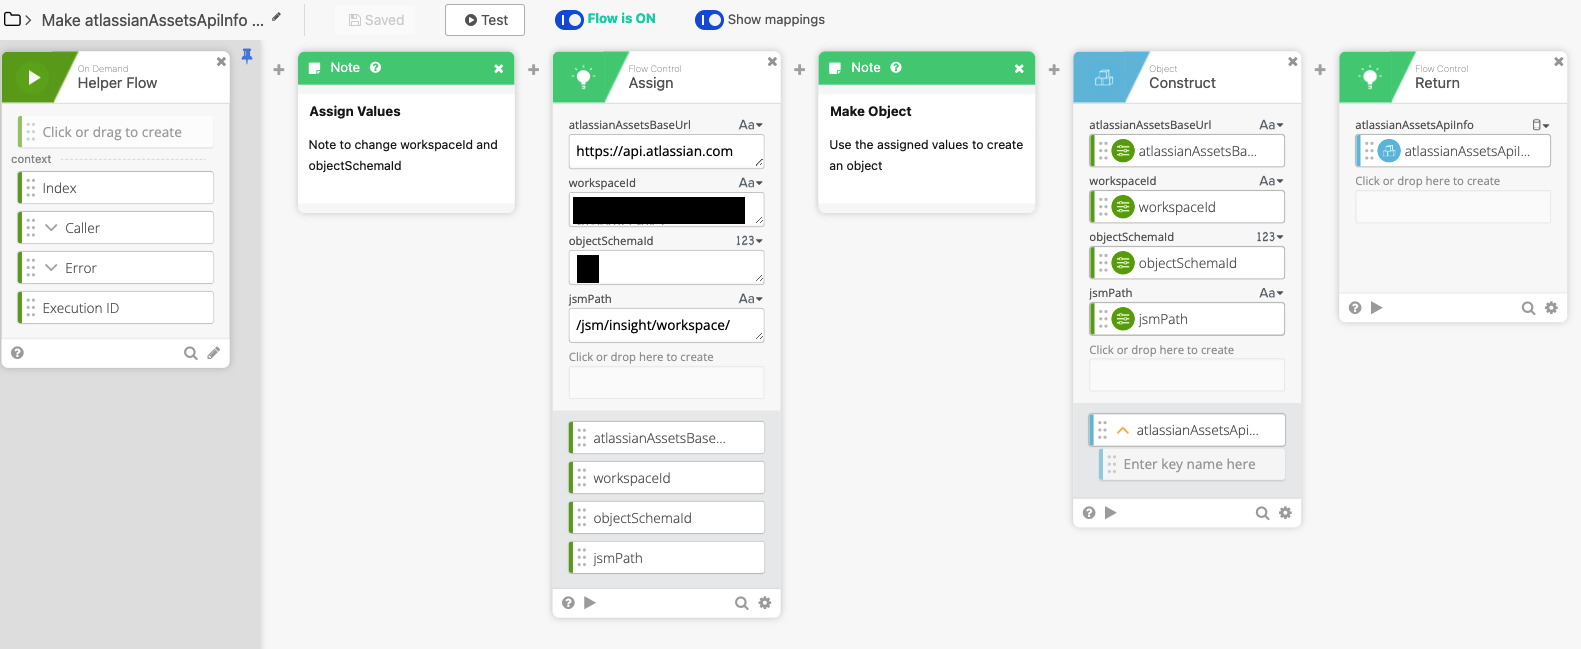 Make atlassianAssetsApiInfo ...
Saved
Test
Flow is ON
Show mappings
On Demand
Helper Flow
Click or drag to create
context
Index
Caller
Error
Execution ID
Note
Assign Values
Note to change workspaceId and
objectSchemaId
Flow Control
Assign
atlassianAssetsBaseUrl
Aa
https://api.atlassian.com
workspaceId
Aa
objectSchemaId
123
jsmPath
Aa
/jsm/insight/workspace/
Click or drop here to create
atlassianAssetsBase...
workspaceId
objectSchemaId
jsmPath
Note
Make Object
Use the assigned values to create
an object
Object
Construct
atlassianAssetsBaseUrl
Aa
atlassianAssetsBa...
workspaceId
Aa
workspaceId
objectSchemaId
123
objectSchemaId
jsmPath
Aa
jsmPath
Click or drop here to create
atlassianAssetsApi...
Enter key name here
Flow Control
Return
atlassianAssetsApiInfo
atlassianAssetsApiI...
Click or drop here to create